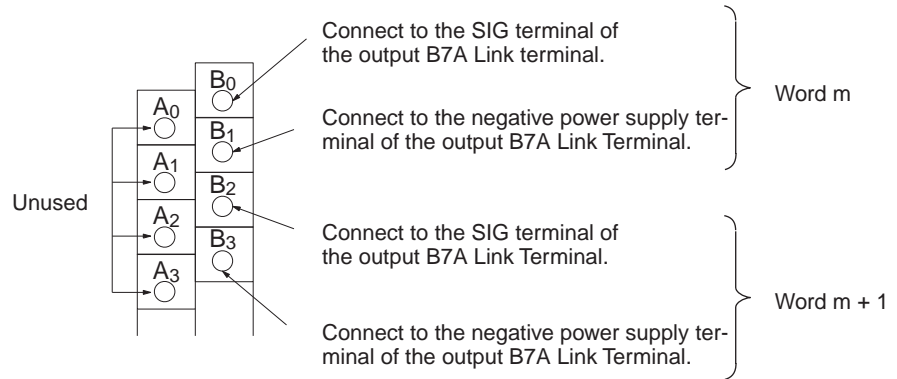 Connect to the SIG terminal of
the output B7A Link terminal.
B0
A0
Word m
Connect to the negative power supply ter-
minal of the output B7A Link Terminal.
B1
A1
Unused
B2
A2
Connect to the SIG terminal of
the output B7A Link Terminal.
B3
A3
Word m + 1
Connect to the negative power supply ter-
minal of the output B7A Link Terminal.